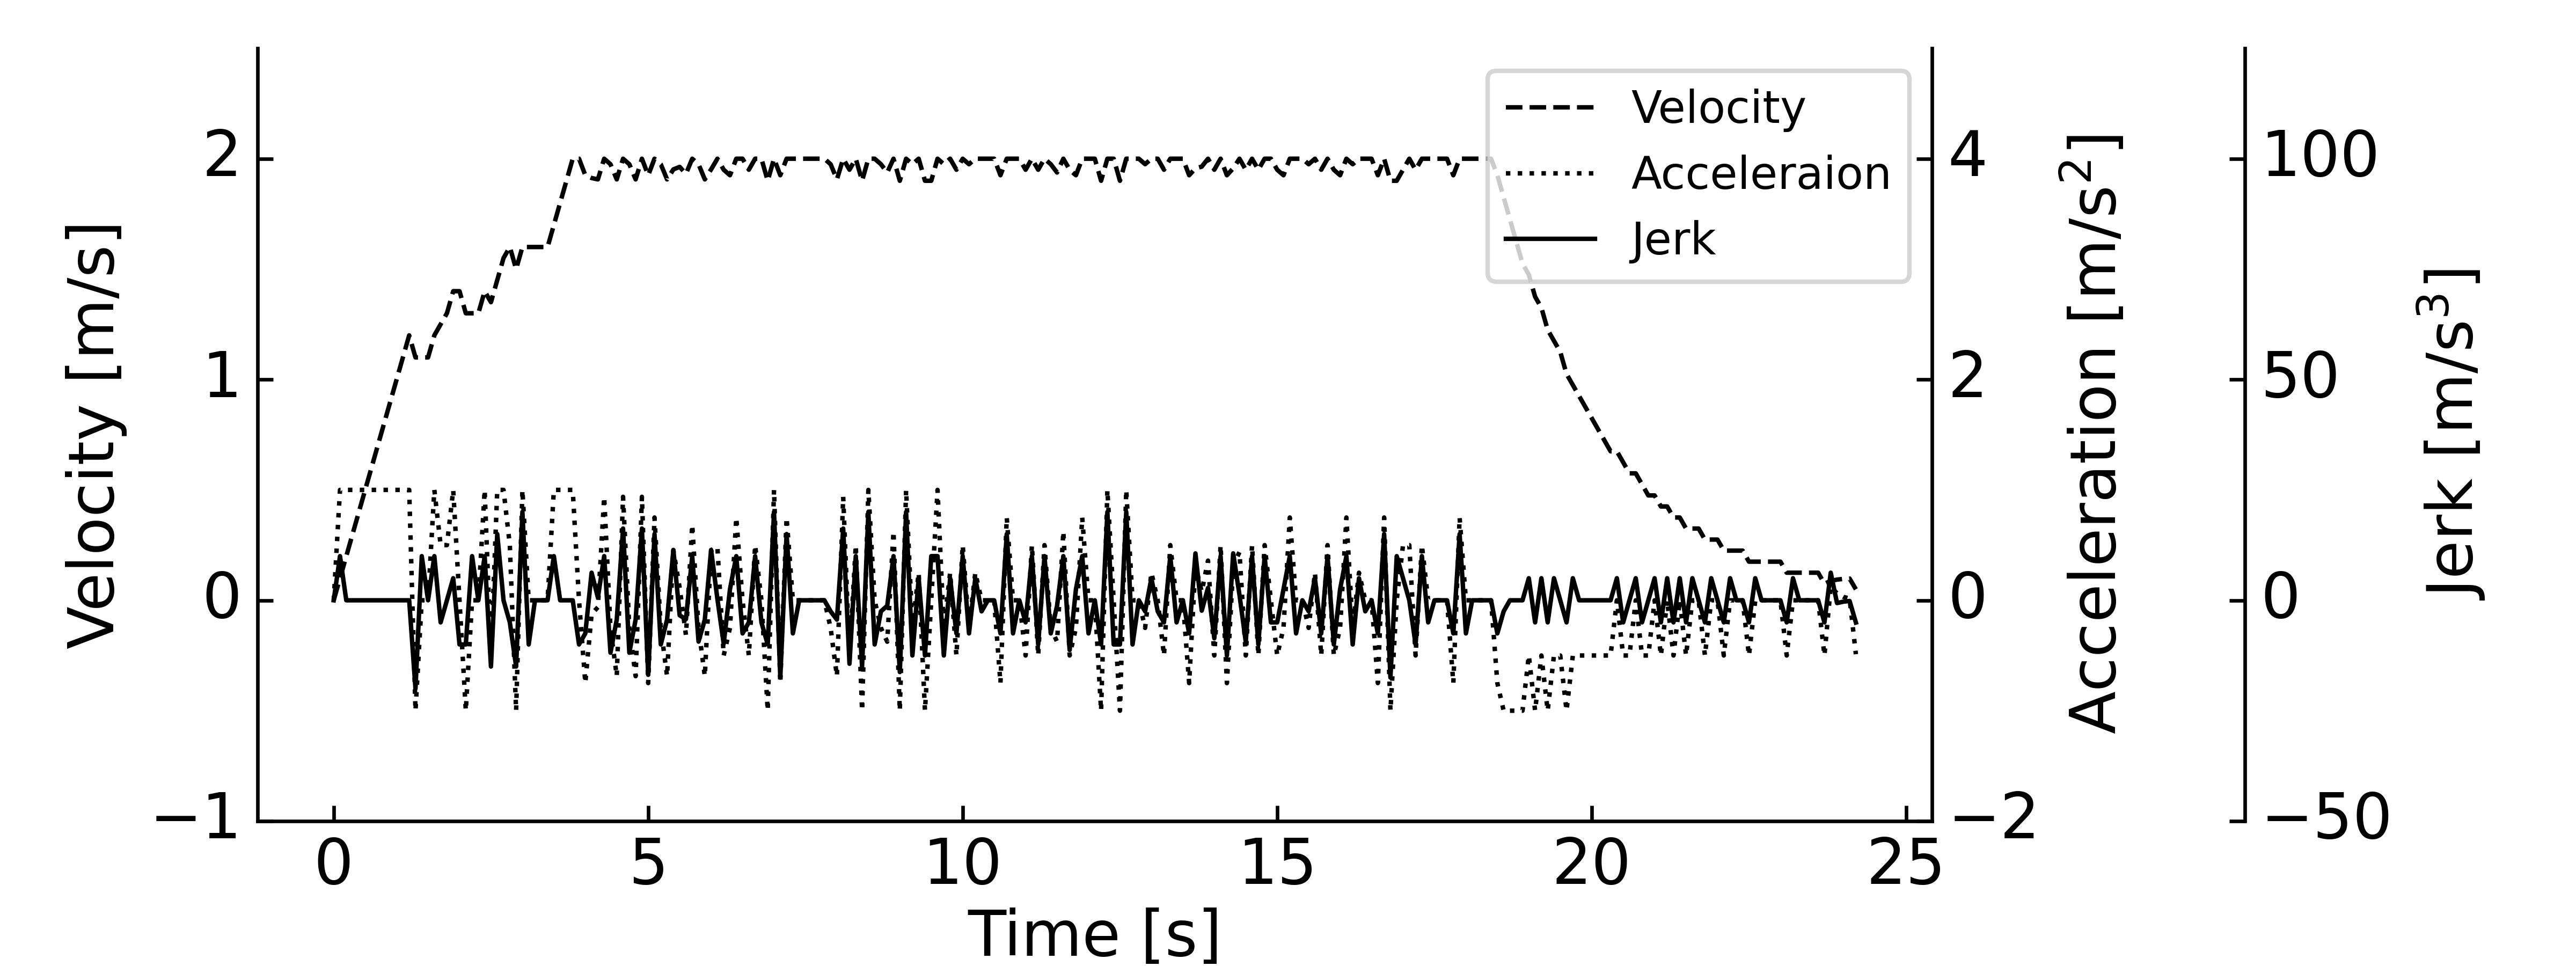 Velocity [m/s]
2
1
0
−1
0 5 10 15 20 25
Time [s]
Velocity
Acceleraion
Jerk
4
2
0
−2
Acceleration [m/s²]
100
50
0
−50
Jerk [m/s³]